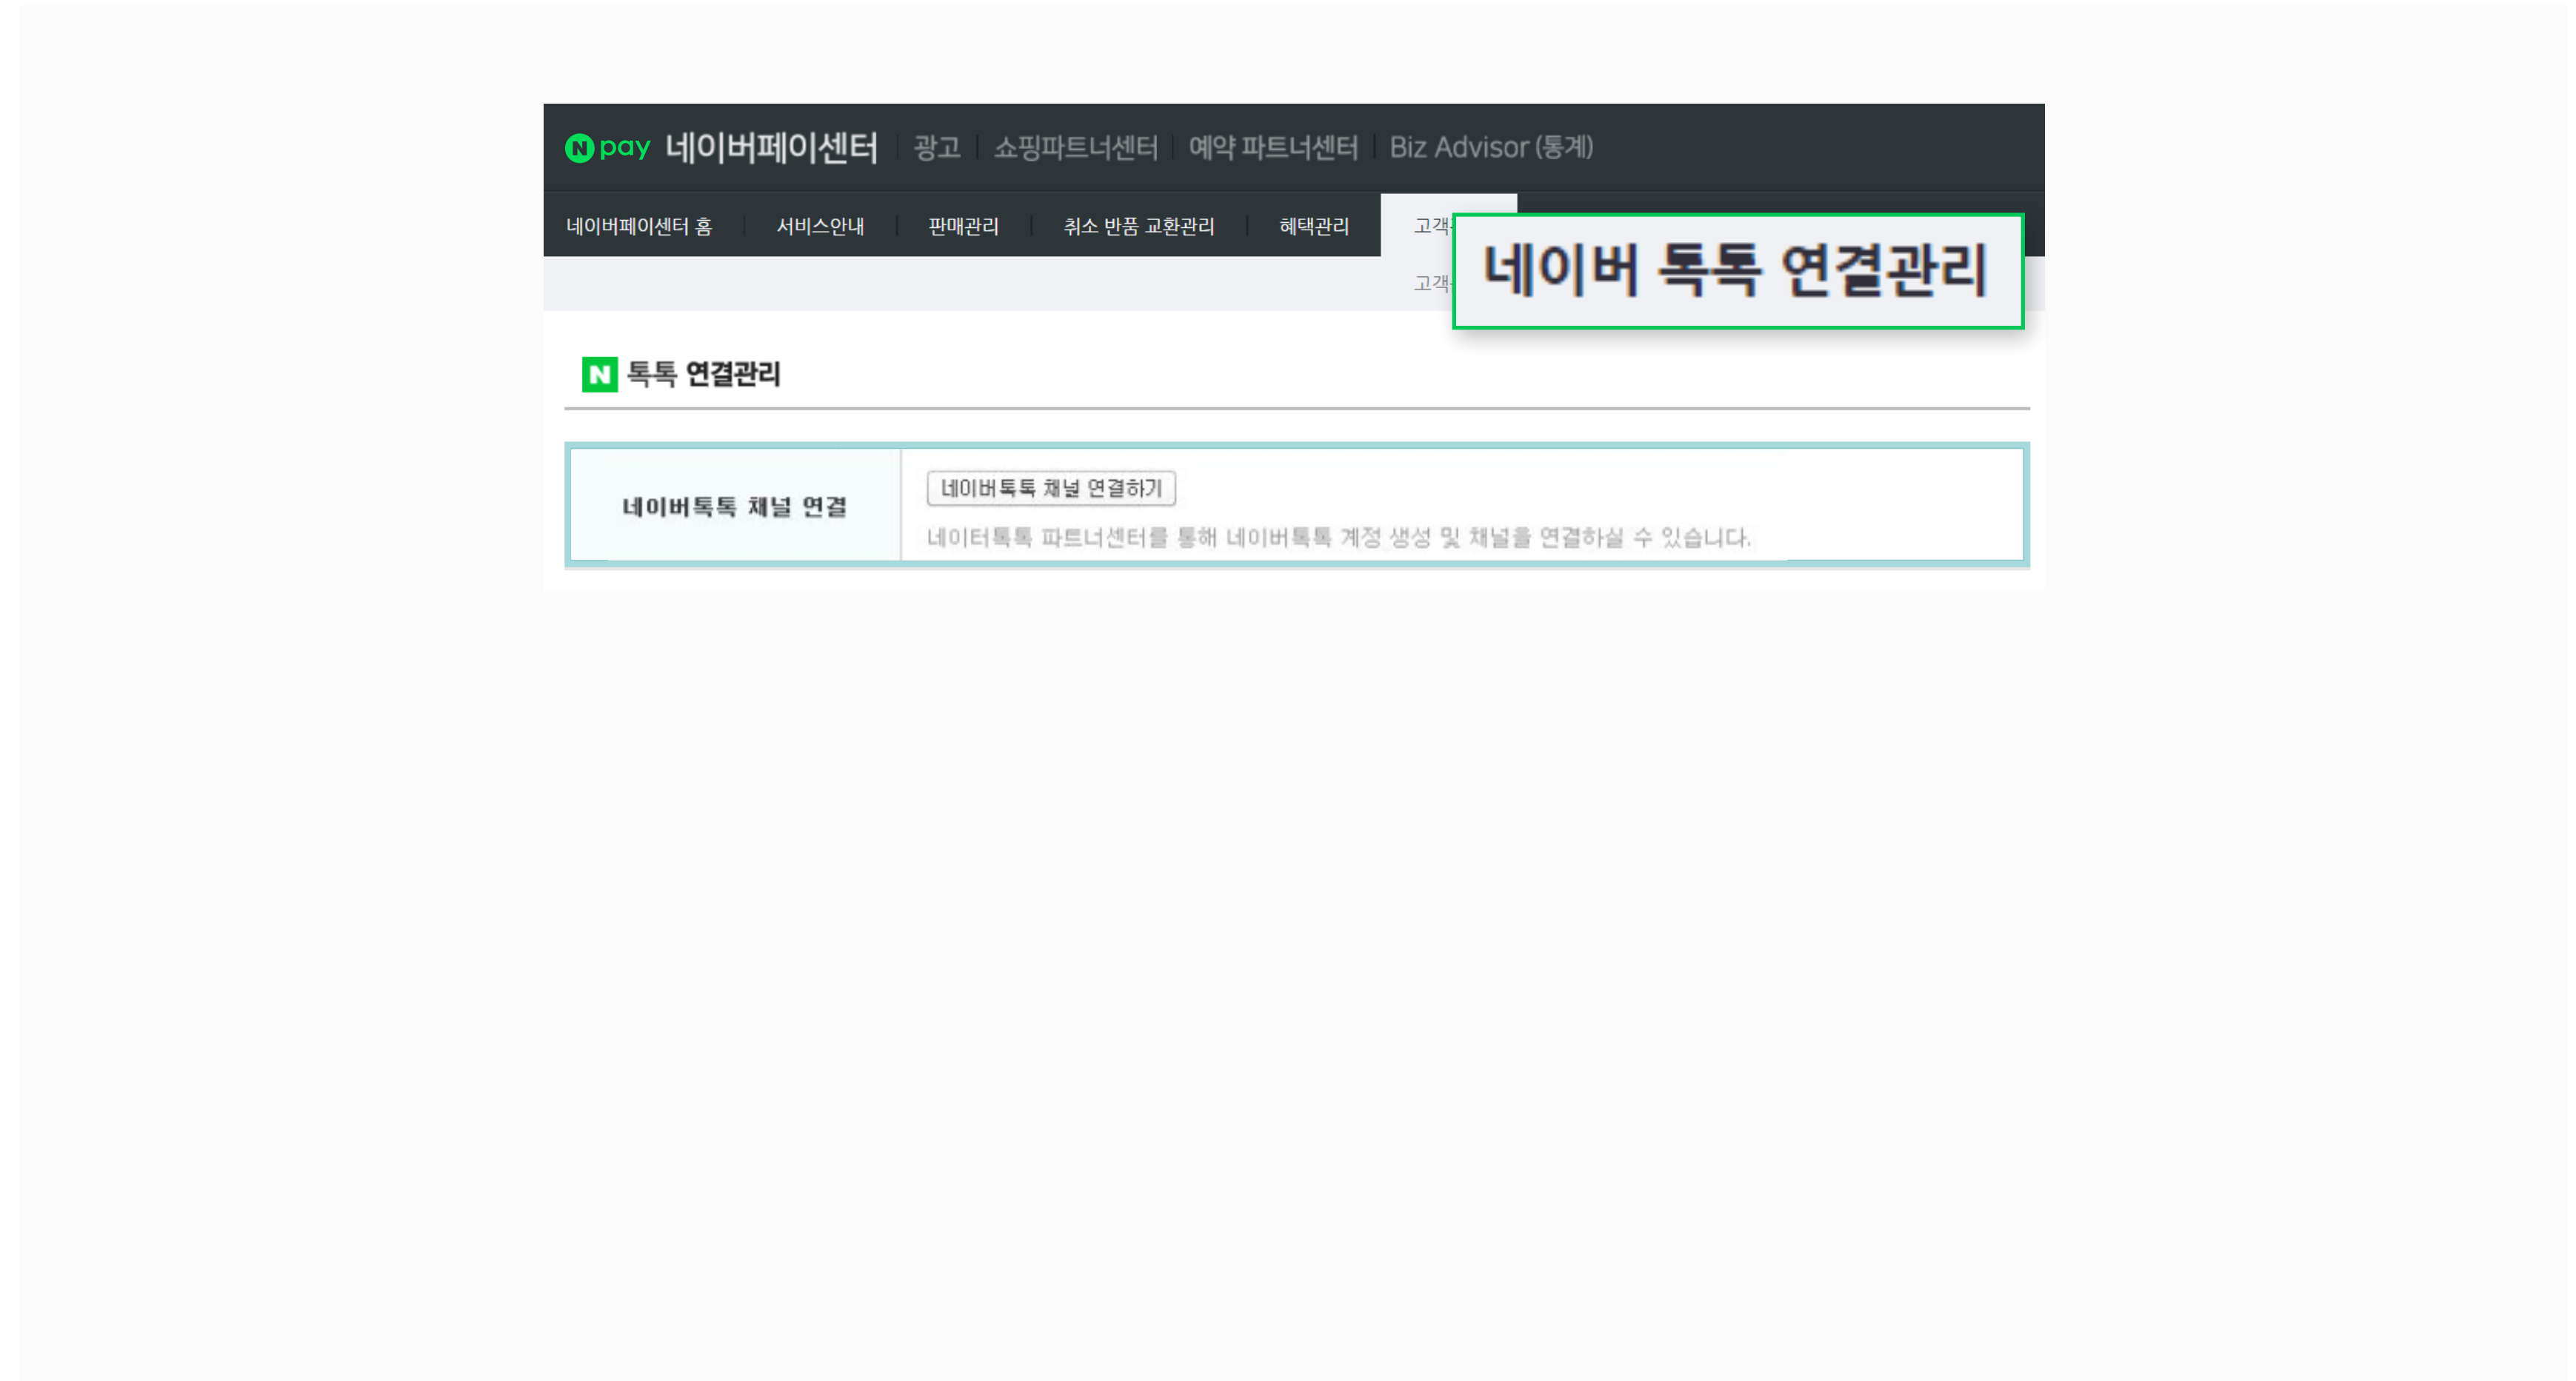 N pay 네이버페이센터 광고 쇼핑파트너센터 예약 파트너센터 Biz Advisor (통계)
네이버페이센터 홈 서비스안내 판매관리 취소 반품 교환관리 혜택관리 고객
고객
네이버 톡톡 연결관리
N 톡톡 연결관리
네이버톡톡 채널 연결
네이버톡톡 채널 연결하기
네이터톡톡 파트너센터를 통해 네이버톡톡 계정 생성 및 채널을 연결하실 수 있습니다.